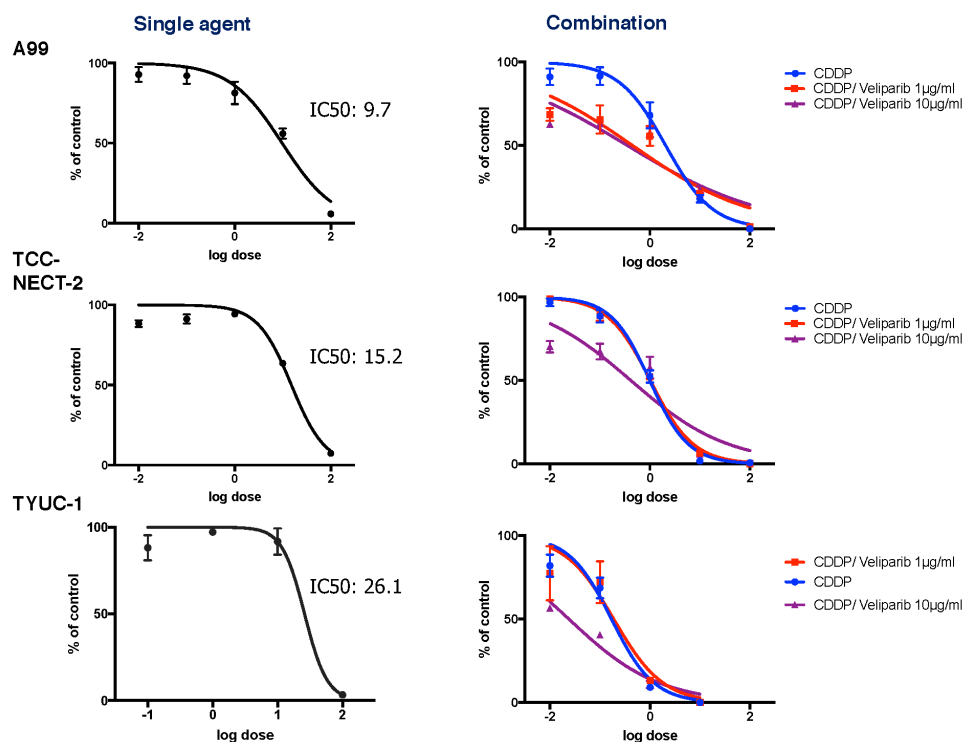 Single agent
Combination
A99
100
50
0
% of control
-2
0
2
log dose
IC50: 9.7
100
50
0
% of control
-2
0
2
log dose
CDDP
CDDP/ Veliparib 1µg/ml
CDDP/ Veliparib 10µg/ml
TCC-
NECT-2
100
50
0
% of control
-2
0
2
log dose
IC50: 15.2
100
50
0
% of control
-2
0
2
log dose
CDDP
CDDP/ Veliparib 1µg/ml
CDDP/ Veliparib 10µg/ml
TYUC-1
100
50
0
% of control
-1
0
1
2
log dose
IC50: 26.1
100
50
0
% of control
-2
0
2
log dose
CDDP/ Veliparib 1µg/ml
CDDP
CDDP/ Veliparib 10µg/ml